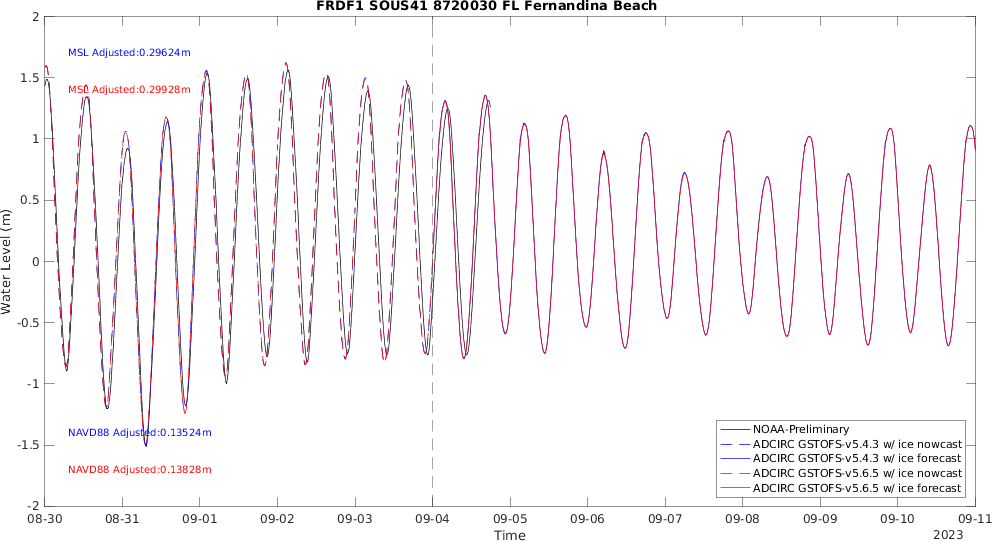 FRDF1 SOUS41 8720030 FL Fernandina Beach
2
MSL Adjusted:0.29624m
1.5
MSL Adjusted:0.29928m
1
0.5
Water Level (m)
0
-0.5
-1
NAVD88 Adjusted:0.13524m
-1.5
NAVD88 Adjusted:0.13828m
-2
NOAA-Preliminary
ADCIRC GSTOFS-v5.4.3 w/ ice nowcast
ADCIRC GSTOFS-v5.4.3 w/ ice forecast
ADCIRC GSTOFS-v5.6.5 w/ ice nowcast
ADCIRC GSTOFS-v5.6.5 w/ ice forecast
08-30 08-31 09-01 09-02 09-03 09-04 09-05 09-06 09-07 09-08 09-09 09-10 09-11
Time 2023